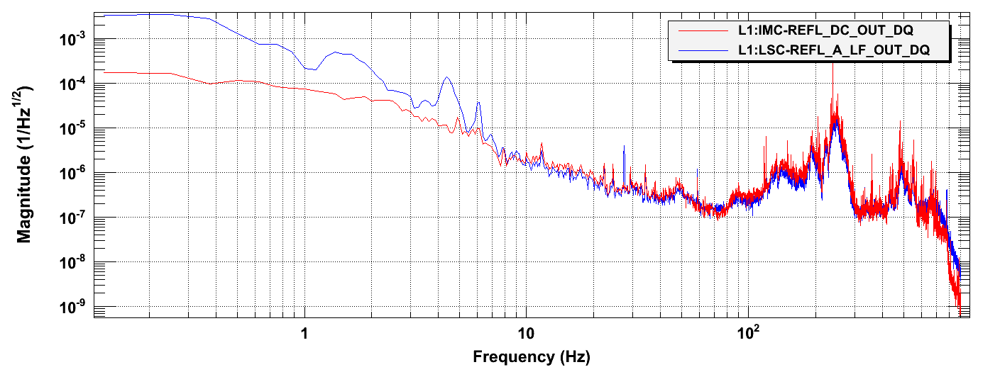 L1:IMC-REFL_DC_OUT_DQ
L1:LSC-REFL_A_LF_OUT_DQ
Magnitude (1/Hz^1/2)
10^-3
10^-4
10^-5
10^-6
10^-7
10^-8
10^-9
1 10 10^2
Frequency (Hz)